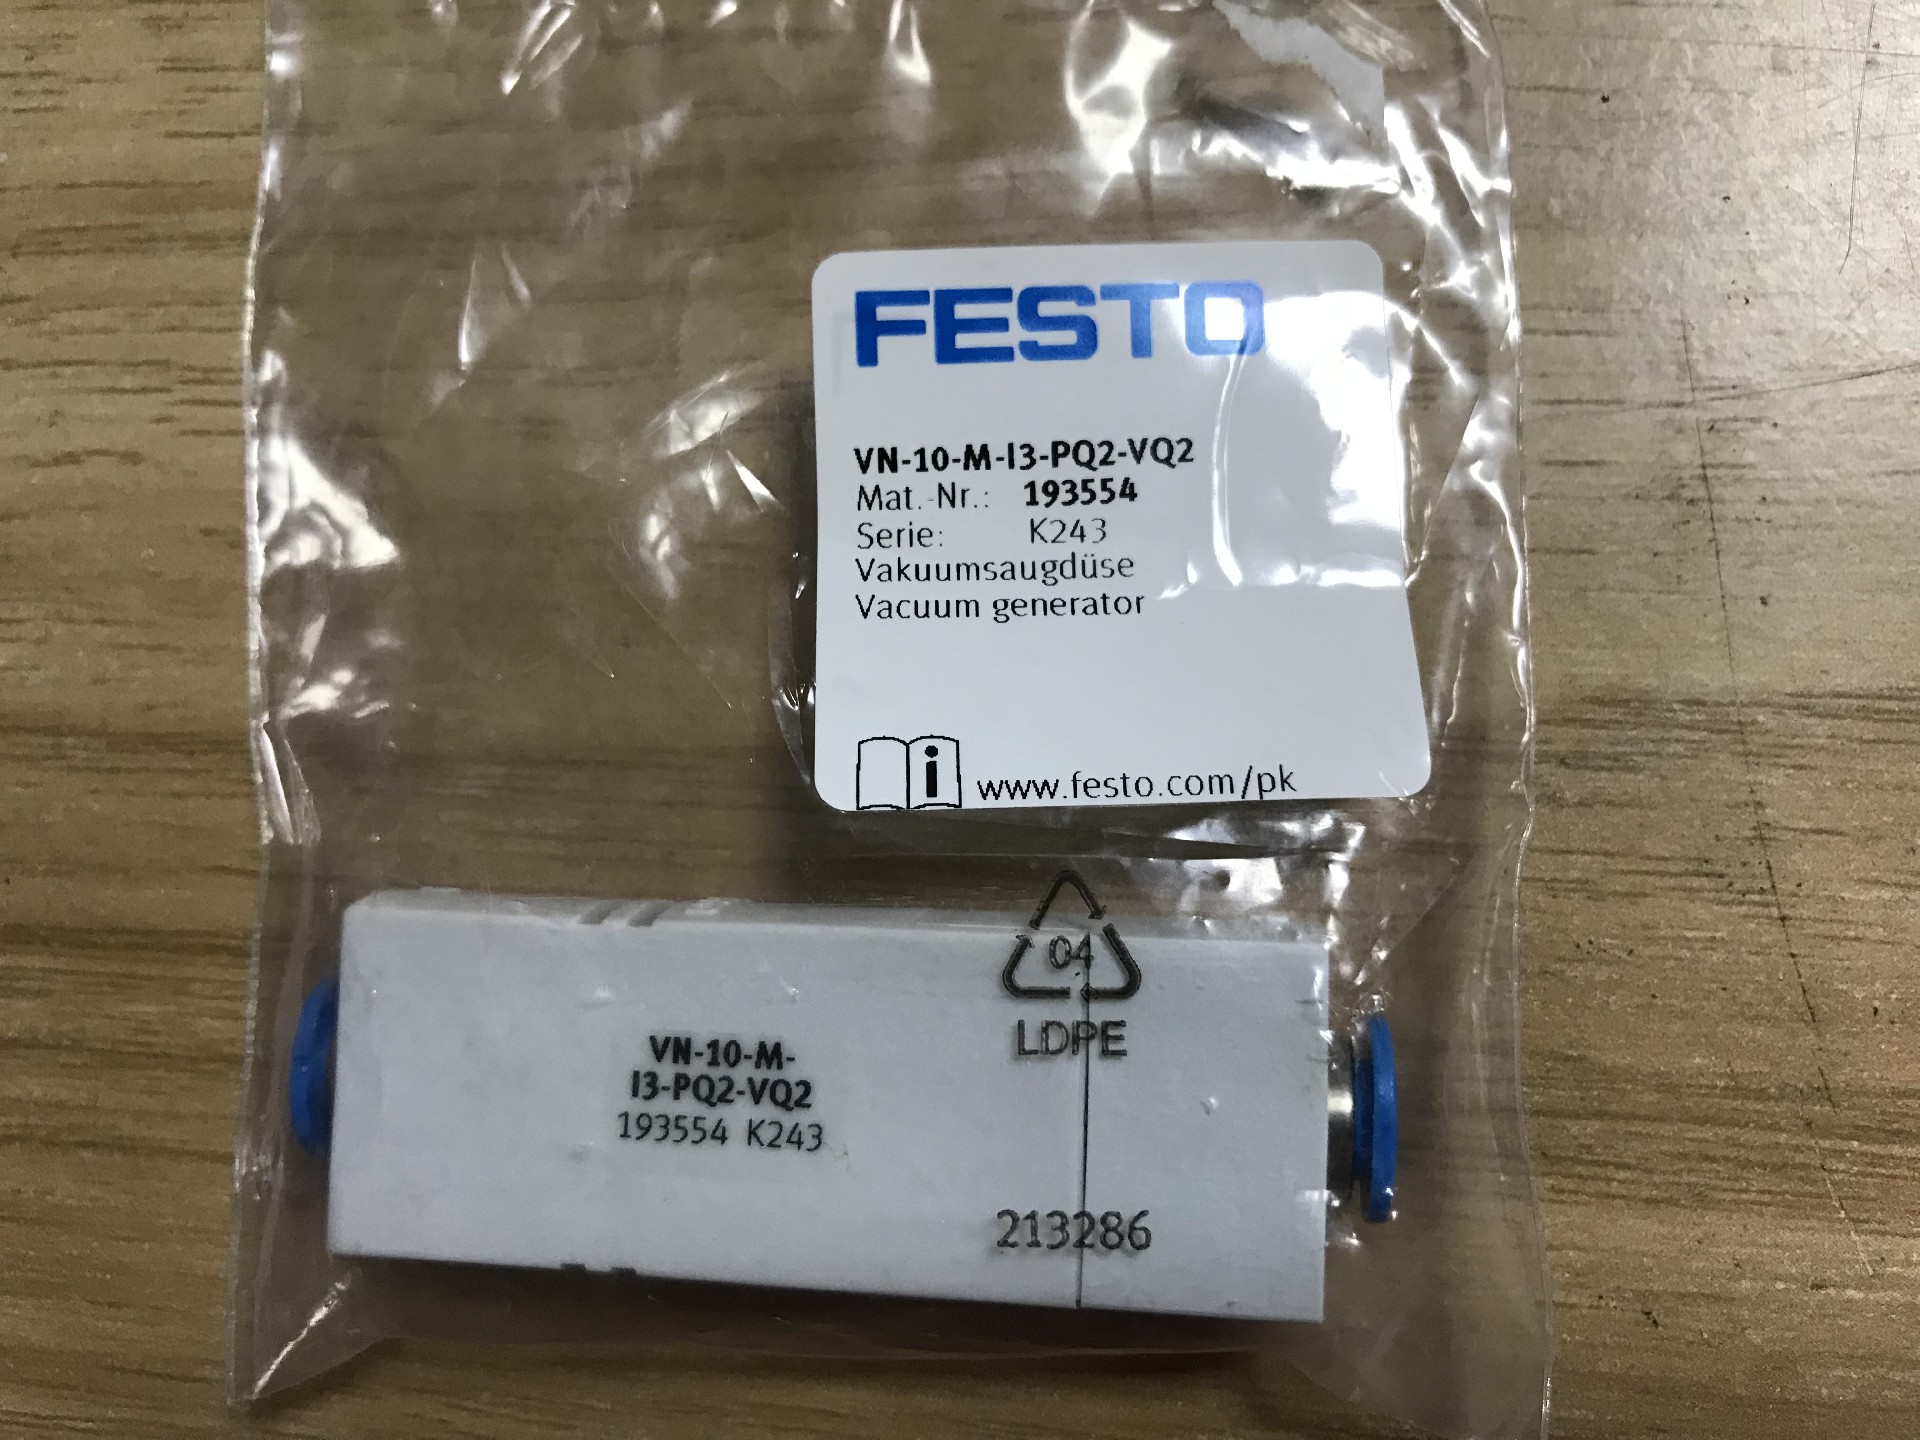 FESTO
VN-10-M-I3-PQ2-VQ2
Mat.-Nr.: 193554
Serie: K243
Vakuumsaugdüse
Vacuum generator
i www.festo.com/pk
04
LDPE
VN-10-M-
I3-PQ2-VQ2
193554 K243
213286